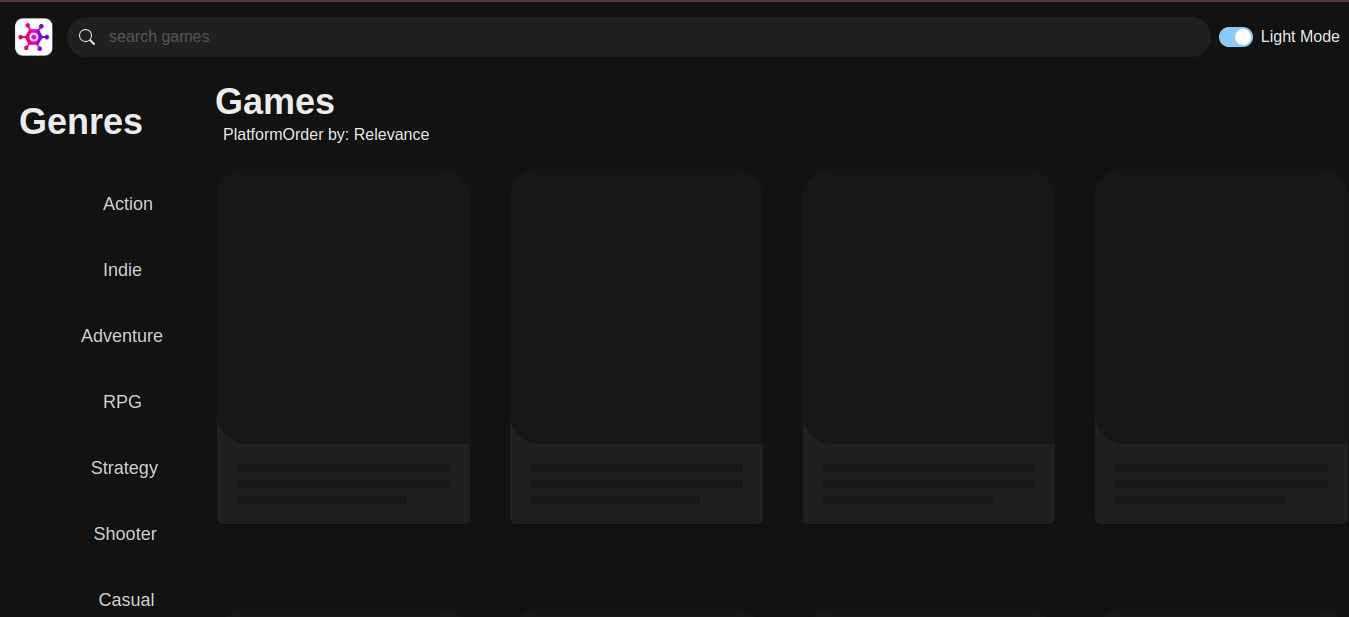 search games
Light Mode
Genres
Action
Indie
Adventure
RPG
Strategy
Shooter
Casual
Games
PlatformOrder by: Relevance